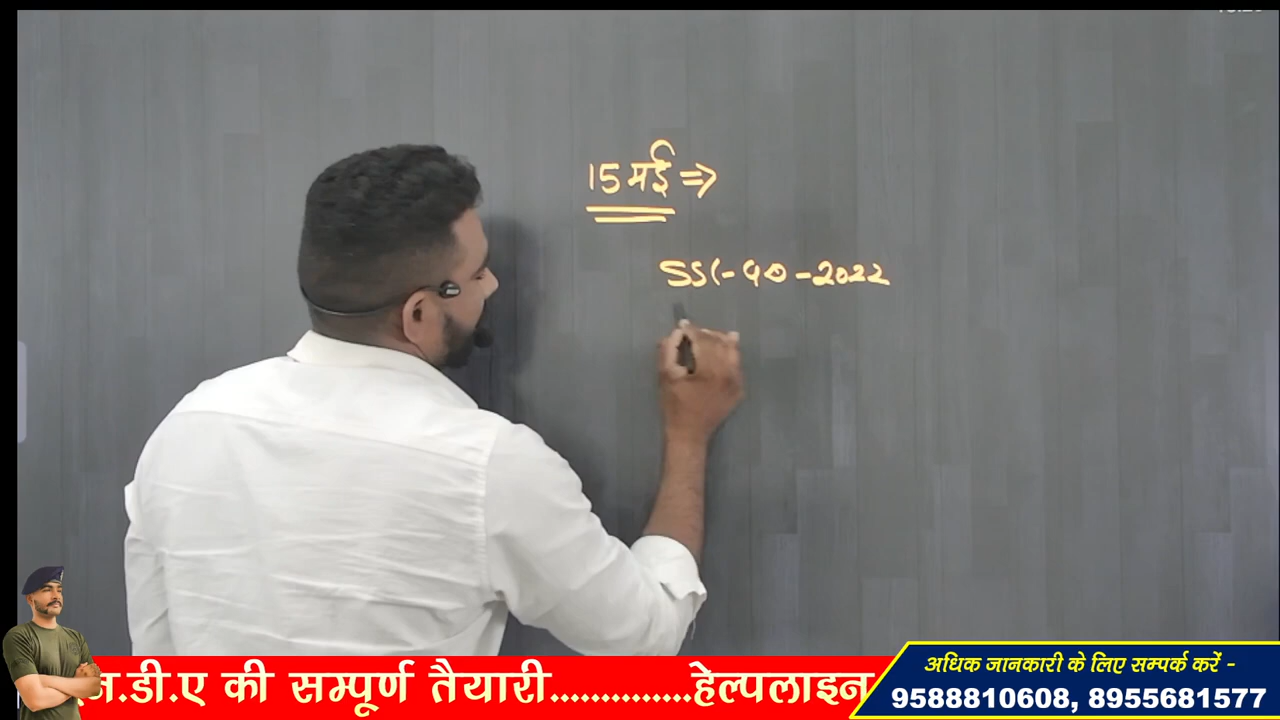 15 मई ⇒
SSC - GD - 2022
न.डी.ए की सम्पूर्ण तैयारी..............हेल्पलाइन
अधिक जानकारी के लिए सम्पर्क करें -
9588810608, 8955681577